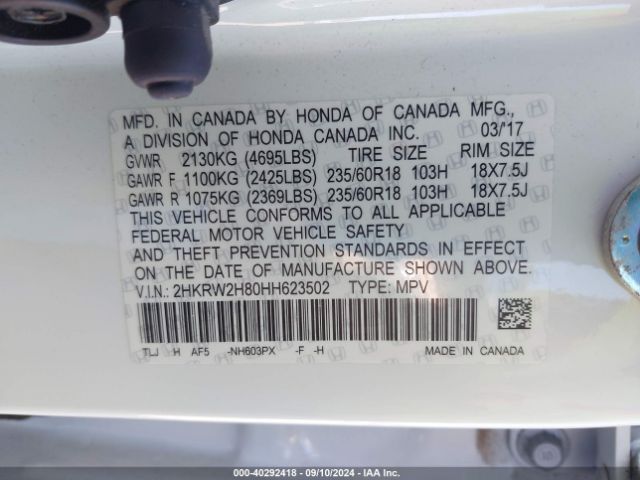 MFD. IN CANADA BY HONDA OF CANADA MFG.,
A DIVISION OF HONDA CANADA INC. 03/'17
GVWR 2130KG (4695LBS) TIRE SIZE RIM SIZE
GAWR F 1100KG (2425LBS) 235/60R18 103H 18X7.5J
GAWR R 1075KG (2369LBS) 235/60R18 103H 18X7.5J
THIS VEHICLE CONFORMS TO ALL APPLICABLE
FEDERAL MOTOR VEHICLE SAFETY
AND THEFT PREVENTION STANDARDS IN EFFECT
ON THE DATE OF MANUFACTURE SHOWN ABOVE.
V.I.N.: 2HKRW2H80HH623502 TYPE: MPV
TLJ H AF5 -NH603PX -F -H MADE IN CANADA
000-40292418 - 09/10/2024 - IAA Inc.